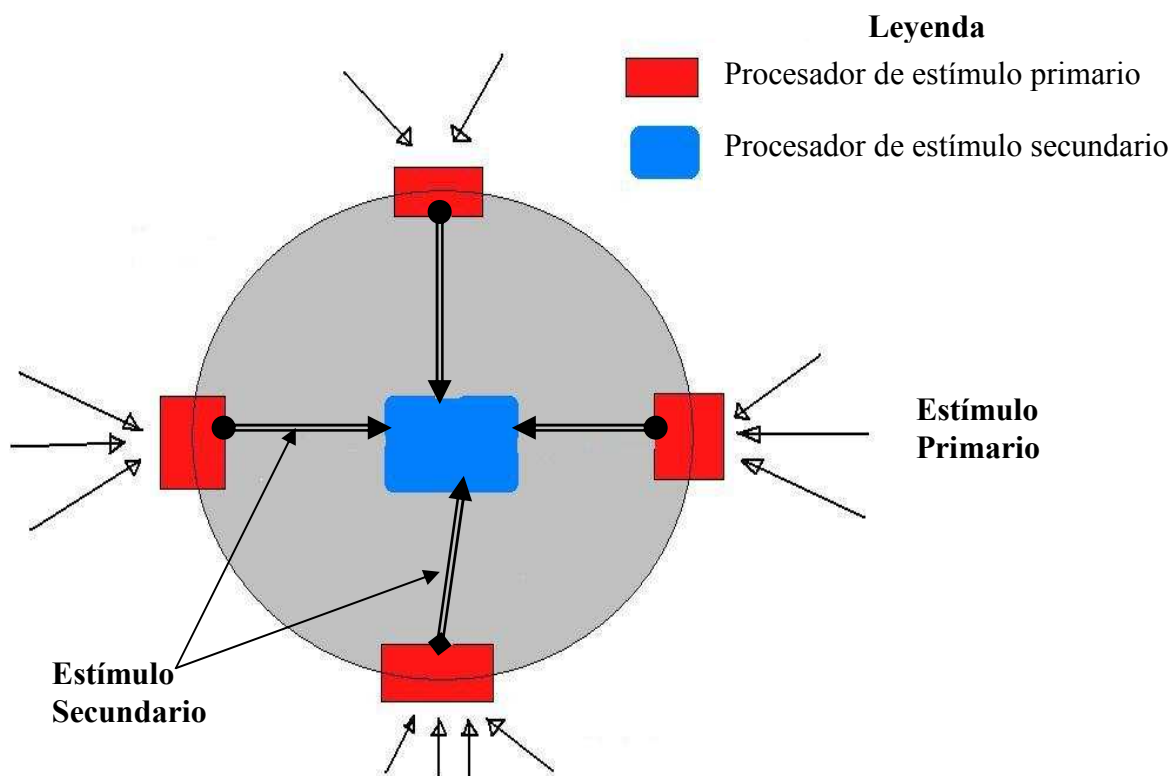 Leyenda
Procesador de estímulo primario
Procesador de estímulo secundario
Estímulo
Primario
Estímulo
Secundario